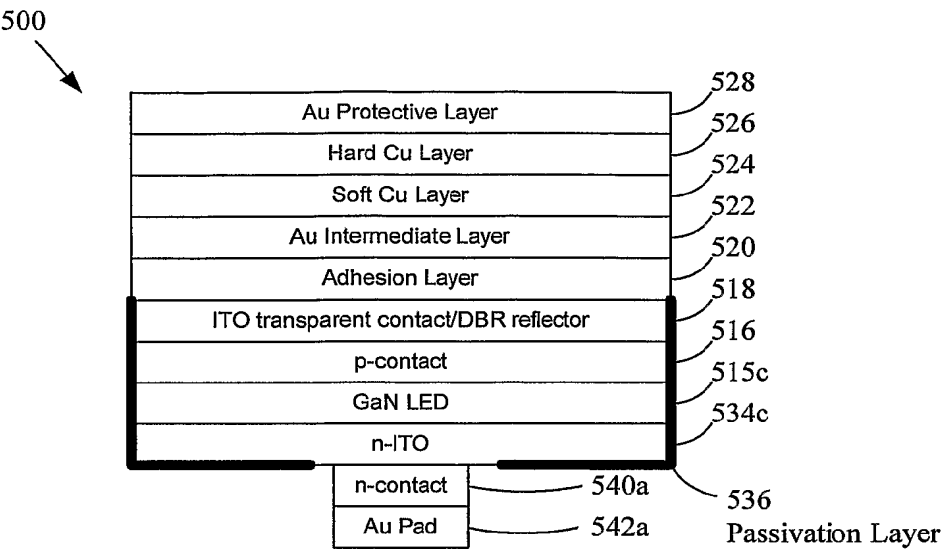 500
Au Protective Layer 528
Hard Cu Layer 526
Soft Cu Layer 524
Au Intermediate Layer 522
Adhesion Layer 520
ITO transparent contact/DBR reflector 518
p-contact 516
GaN LED 515c
n-ITO 534c
n-contact 540a 536
Au Pad 542a Passivation Layer